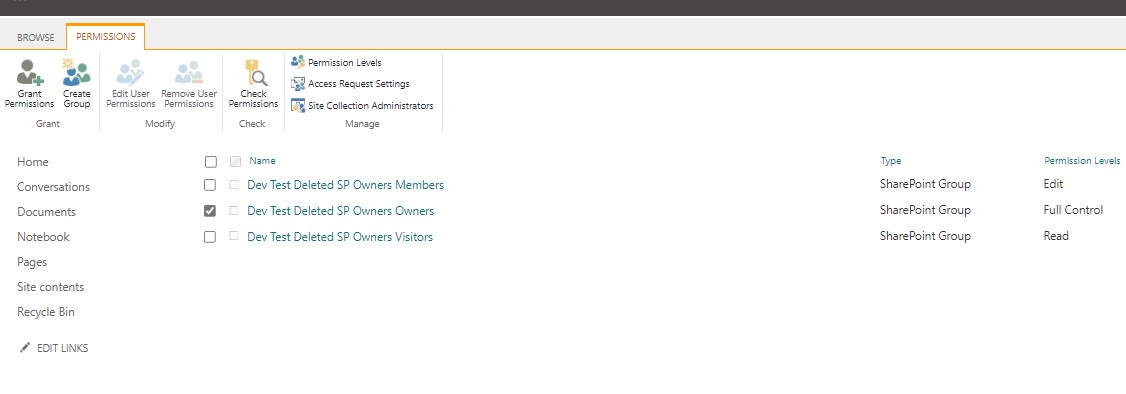 BROWSE PERMISSIONS
Grant Permissions
Create Group
Grant
Edit User Permissions
Remove User Permissions
Modify
Check Permissions
Check
Permission Levels
Access Request Settings
Site Collection Administrators
Manage
Home
Conversations
Documents
Notebook
Pages
Site contents
Recycle Bin
EDIT LINKS
Name Type Permission Levels
Dev Test Deleted SP Owners Members SharePoint Group Edit
Dev Test Deleted SP Owners Owners SharePoint Group Full Control
Dev Test Deleted SP Owners Visitors SharePoint Group Read